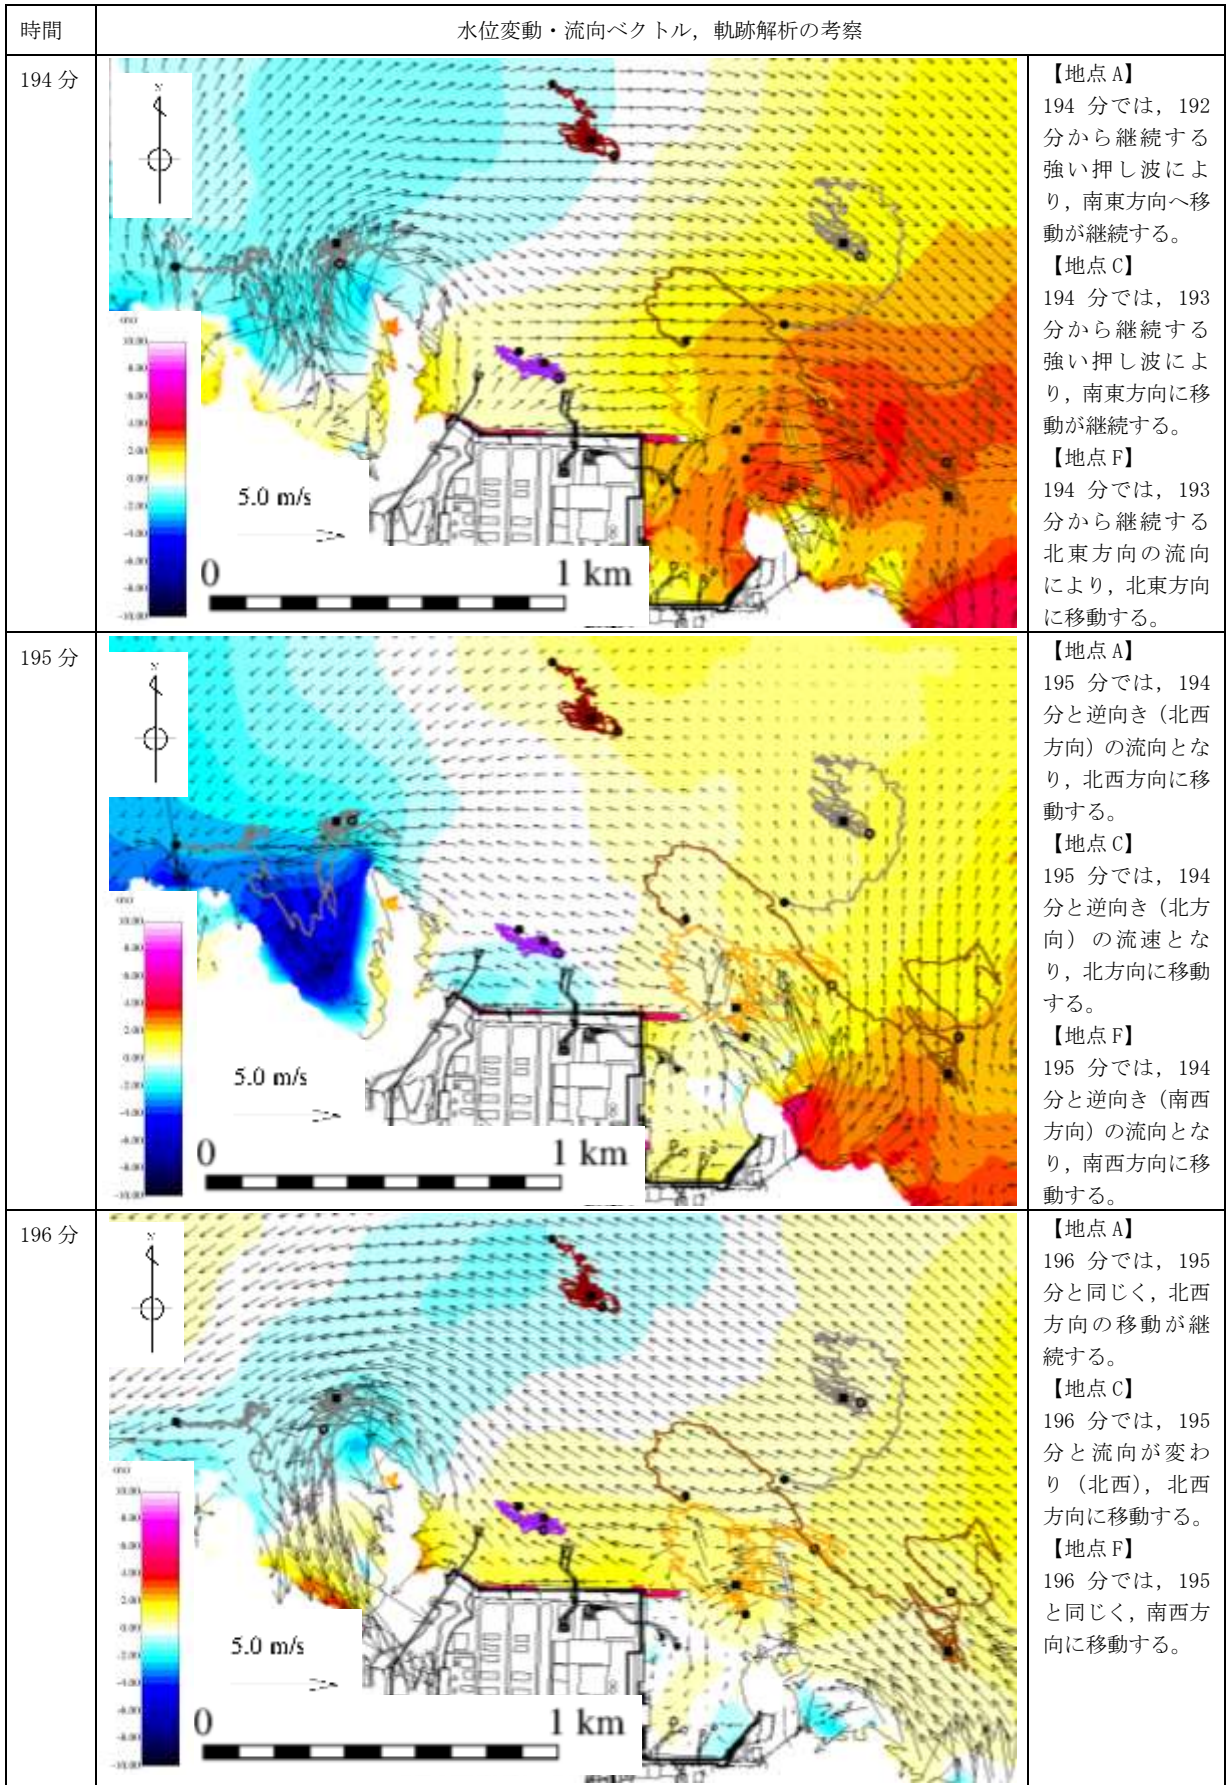 時間
水位変動・流向ベクトル，軌跡解析の考察
194 分
N
5.0 m/s
0
1 km
【地点 A】
194 分では，192
分から継続する
強い押し波によ
り，南東方向へ移
動が継続する。
【地点 C】
194 分では，193
分から継続する
強い押し波によ
り，南東方向に移
動が継続する。
【地点 F】
194 分では，193
分から継続する
北東方向の流向
により，北東方向
に移動する。
195 分
N
5.0 m/s
0
1 km
【地点 A】
195 分では，194
分と逆向き（北西
方向）の流向とな
り，北西方向に移
動する。
【地点 C】
195 分では，194
分と逆向き（北方
向）の流速とな
り，北方向に移動
する。
【地点 F】
195 分では，194
分と逆向き（南西
方向）の流向とな
り，南西方向に移
動する。
196 分
N
5.0 m/s
0
1 km
【地点 A】
196 分では，195
分と同じく，北西
方向の移動が継
続する。
【地点 C】
196 分では，195
分と流向が変わ
り（北西），北西
方向に移動する。
【地点 F】
196 分では，195
と同じく，南西方
向に移動する。